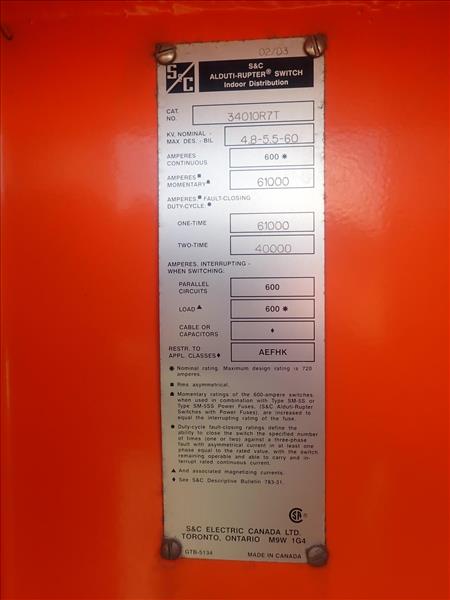 02/03
S&C
S&C
ALDUTI-RUPTER® SWITCH
Indoor Distribution
CAT. NO. 34010R7T
KV, NOMINAL - MAX DES. - BIL 4.8-5.5-60
AMPERES CONTINUOUS 600 ✹
AMPERES■ MOMENTARY 61000
AMPERES■ FAULT-CLOSING
DUTY-CYCLE,●
ONE-TIME 61000
TWO-TIME 40000
AMPERES, INTERRUPTING -
WHEN SWITCHING:
PARALLEL CIRCUITS 600
LOAD▲ 600 ✹
CABLE OR CAPACITORS ♦
RESTR. TO APPL. CLASSES♦ AEFHK
✹ Nominal rating. Maximum design rating is 720
amperes.
■ Rms asymmetrical.
Momentary ratings of the 600-ampere switches
when used in combination with Type SM-4S or
Type SM-5SS Power Fuses, (S&C Alduti-Rupter
Switches with Power Fuses), are increased to
equal the interrupting rating of the fuse.
● Duty-cycle fault-closing ratings define the
ability to close the switch the specified number
of times (one or two) against a three-phase
fault with asymmetrical current in at least one
phase equal to the rated value, with the switch
remaining operable and able to carry and in-
terrupt rated continuous current.
▲ And associated magnetizing currents.
♦ See S&C Descriptive Bulletin 783-31.
S&C ELECTRIC CANADA LTD.
TORONTO, ONTARIO M9W 1G4
GTB-5134 MADE IN CANADA